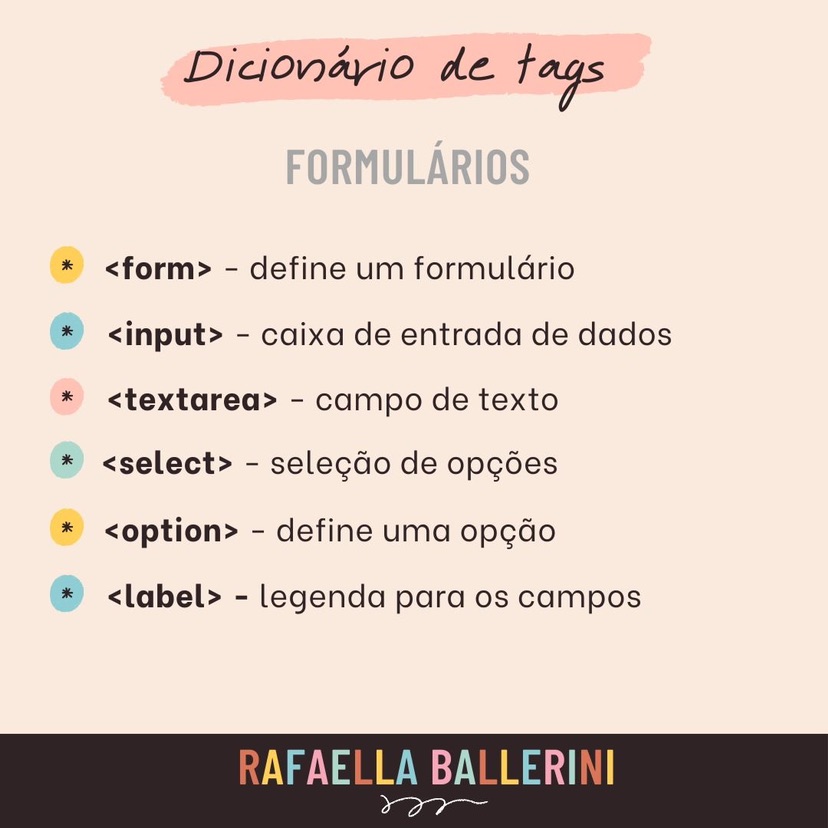 Dicionário de tags
FORMULÁRIOS
* <form> - define um formulário
* <input> - caixa de entrada de dados
* <textarea> - campo de texto
* <select> - seleção de opções
* <option> - define uma opção
* <label> - legenda para os campos
RAFAELLA BALLERINI